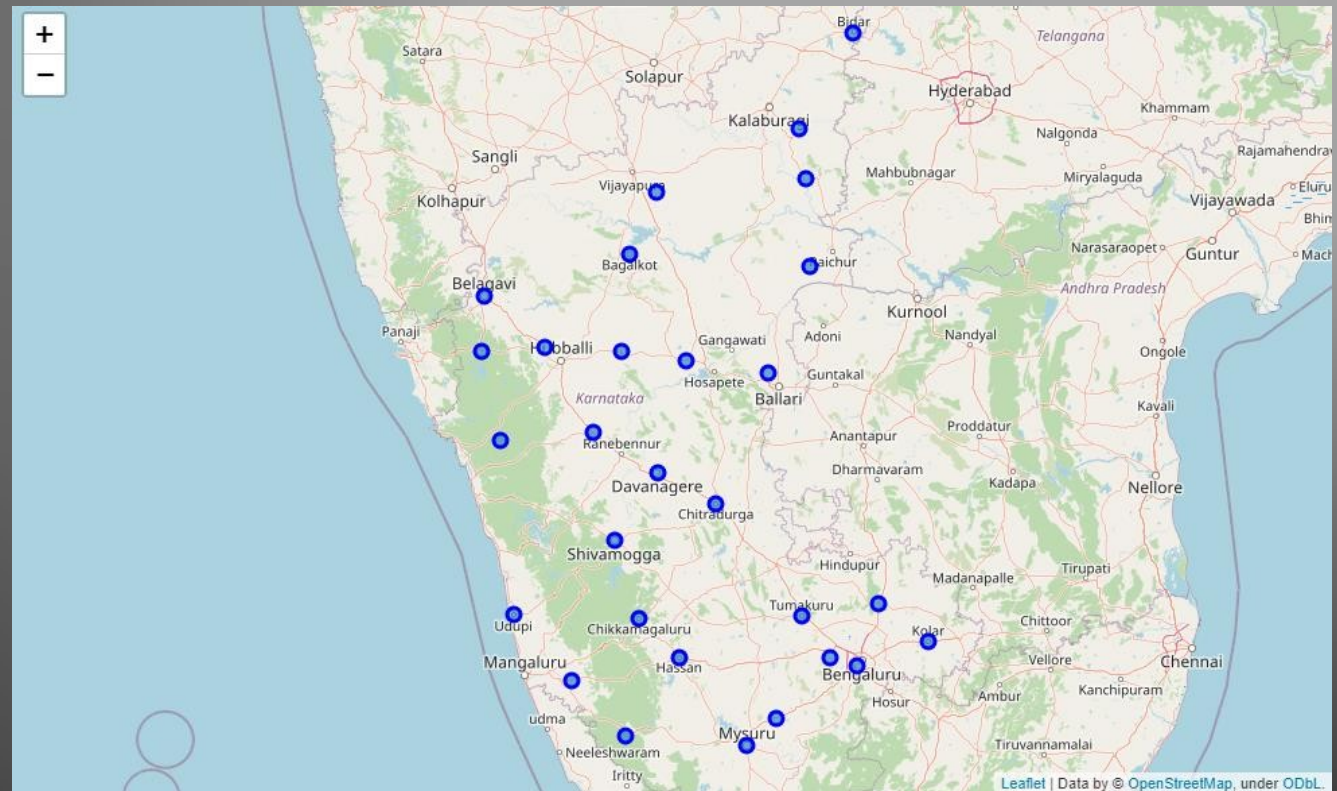 +
−
Bidar
Telangana
Satara
Solapur
Hyderabad
Khammam
Kalaburagi
Nalgonda
Rajamahendrav
Sangli
Mahbubnagar
Miryalaguda
Eluru
Vijayapura
Kolhapur
Vijayawada
Bhim
Narasaraopet
Guntur
Mach
Bagalkot
Raichur
Belagavi
Andhra Pradesh
Kurnool
Panaji
Gangawati
Adoni
Nandyal
Hubballi
Ongole
Hosapete
Guntakal
Karnataka
Ballari
Kavali
Proddatur
Ranebennur
Anantapur
Dharmavaram
Kadapa
Davanagere
Nellore
Chitradurga
Shivamogga
Hindupur
Tirupati
Madanapalle
Tumakuru
Chittoor
Udupi
Chikkamagaluru
Kolar
Mangaluru
Hassan
Vellore
Chennai
Bengaluru
Ambur
Kanchipuram
Hosur
udma
Mysuru
Tiruvannamalai
Neeleshwaram
Iritty
Leaflet | Data by © OpenStreetMap, under ODbL.